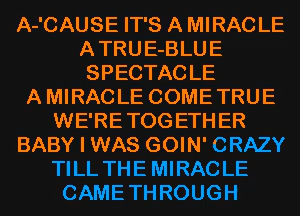 A-'CAUSE IT'S A MIRACLE
A TRUE-BLUE
SPECTACLE
A MIRACLE COME TRUE
WE'RE TOGETHER
BABY I WAS GOIN' CRAZY
TILL THE MIRACLE
CAME THROUGH